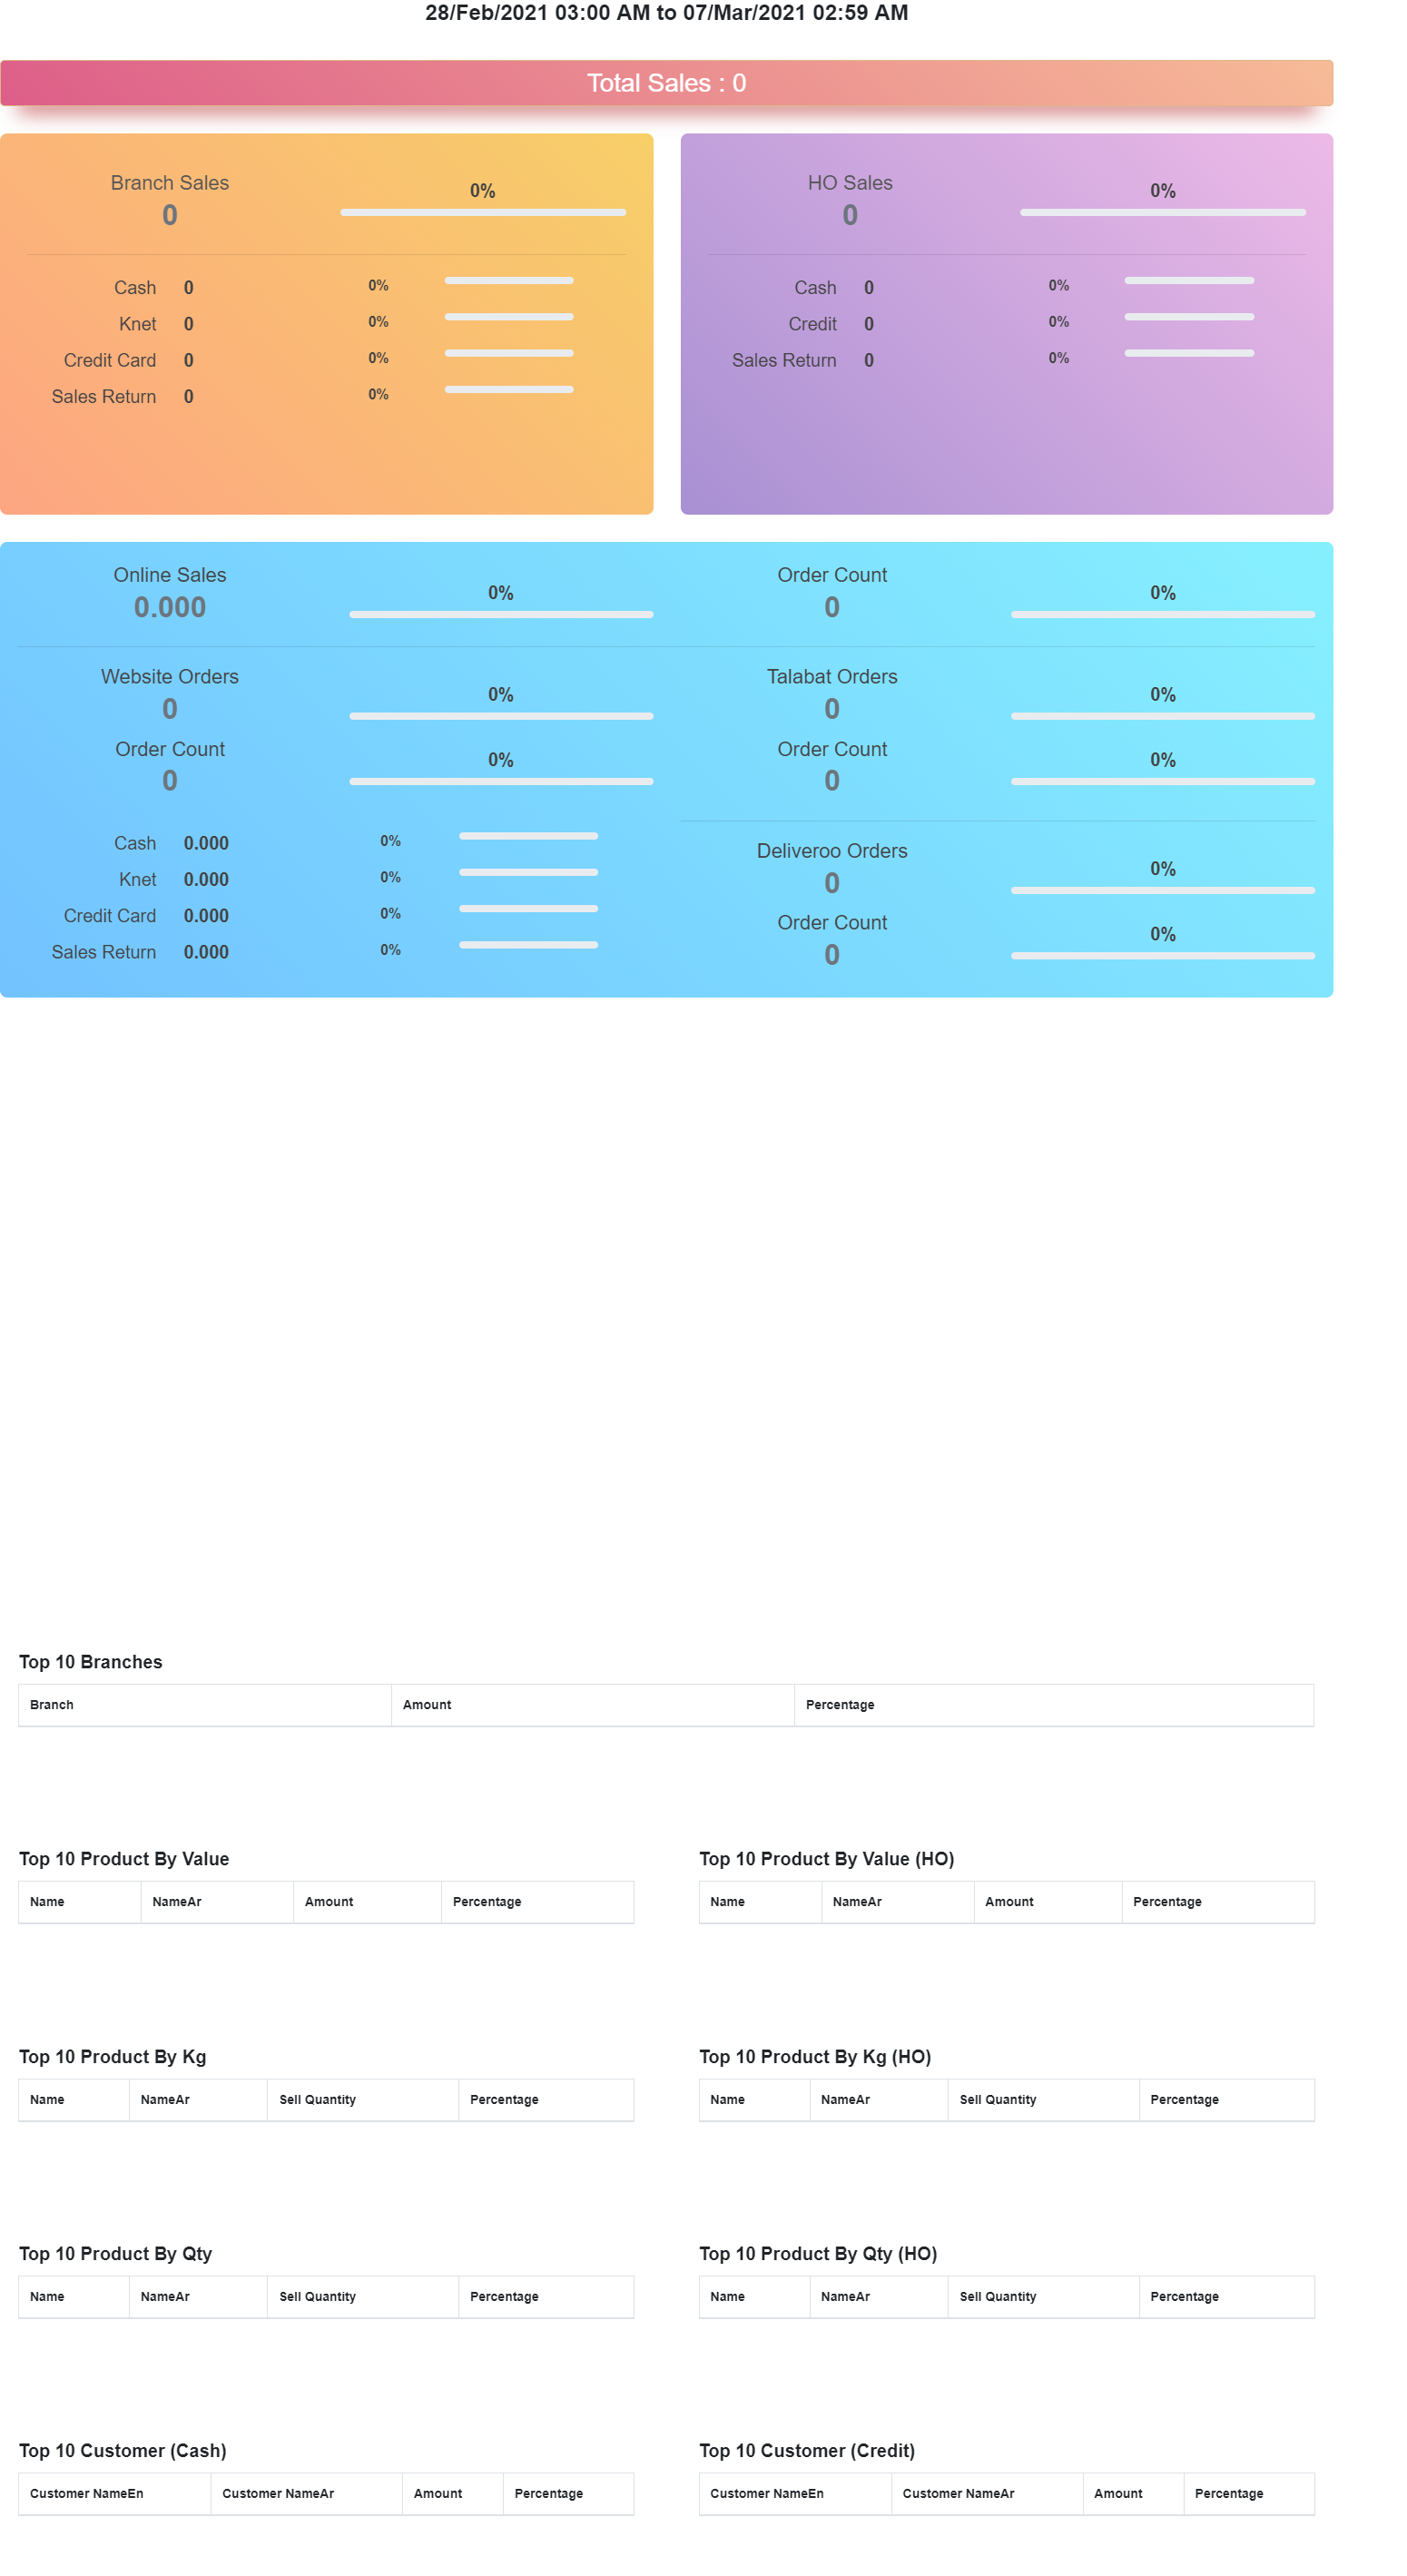 28/Feb/2021 03:00 AM to 07/Mar/2021 02:59 AM
Total Sales : 0
Branch Sales
0
0%
Cash 0 0%
Knet 0 0%
Credit Card 0 0%
Sales Return 0 0%
HO Sales
0
0%
Cash 0 0%
Credit 0 0%
Sales Return 0 0%
Online Sales
0.000
0%
Order Count
0
0%
Website Orders
0
0%
Order Count
0
0%
Cash 0.000 0%
Knet 0.000 0%
Credit Card 0.000 0%
Sales Return 0.000 0%
Talabat Orders
0
0%
Order Count
0
0%
Deliveroo Orders
0
0%
Order Count
0
0%
Top 10 Branches
Branch Amount Percentage
Top 10 Product By Value
Name NameAr Amount Percentage
Top 10 Product By Value (HO)
Name NameAr Amount Percentage
Top 10 Product By Kg
Name NameAr Sell Quantity Percentage
Top 10 Product By Kg (HO)
Name NameAr Sell Quantity Percentage
Top 10 Product By Qty
Name NameAr Sell Quantity Percentage
Top 10 Product By Qty (HO)
Name NameAr Sell Quantity Percentage
Top 10 Customer (Cash)
Customer NameEn Customer NameAr Amount Percentage
Top 10 Customer (Credit)
Customer NameEn Customer NameAr Amount Percentage